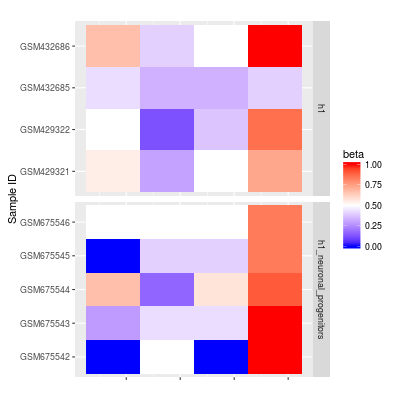 Sample ID
GSM432686
GSM432685
GSM429322
GSM429321
h1
GSM675546
GSM675545
GSM675544
GSM675543
GSM675542
h1_neuronal_progenitors
beta
1.00
0.75
0.50
0.25
0.00